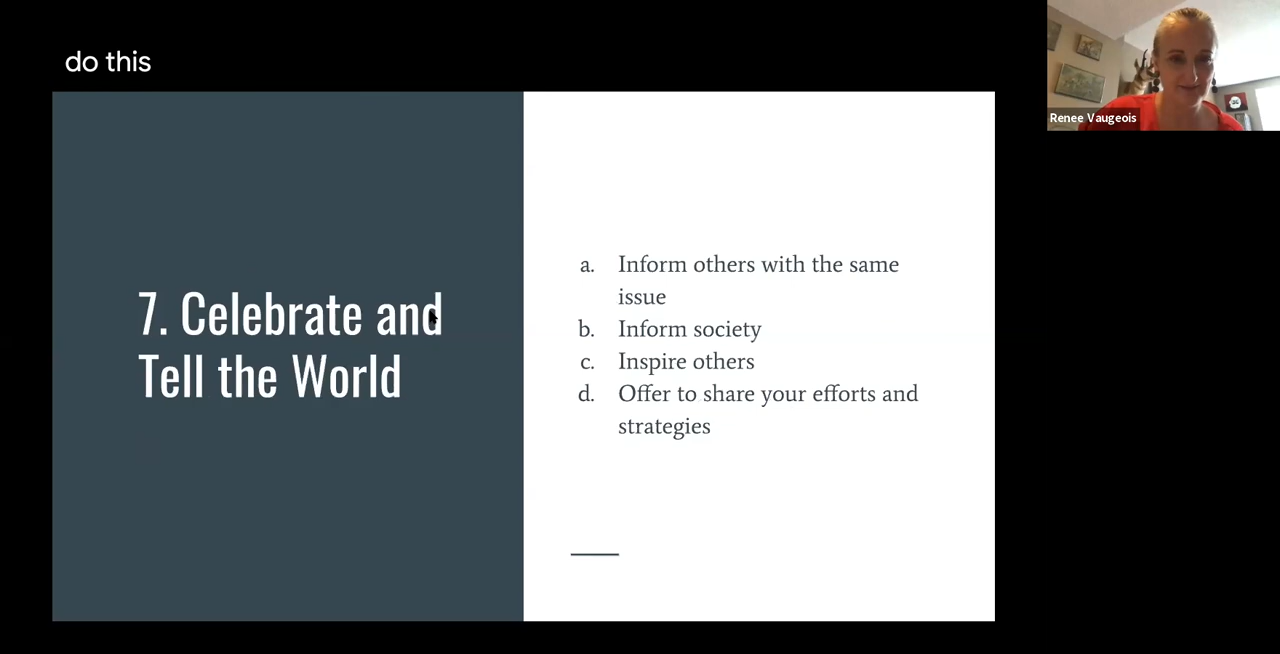 do this
Renee Vaugeois
7. Celebrate and
Tell the World
a. Inform others with the same
issue
b. Inform society
c. Inspire others
d. Offer to share your efforts and
strategies